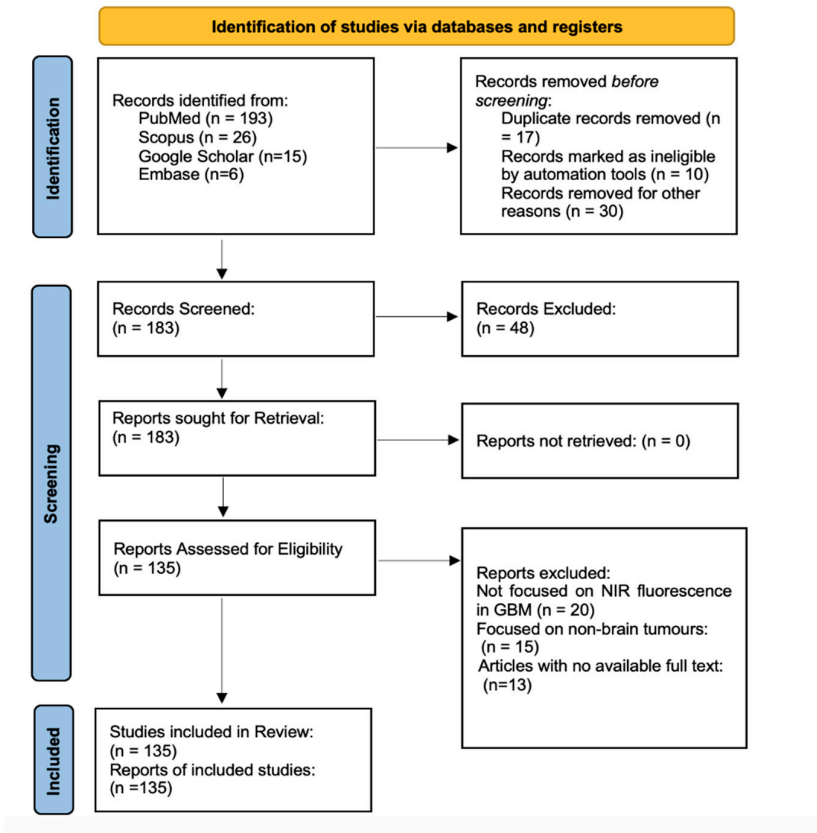 Identification of studies via databases and registers
Identification
Records identified from:
PubMed (n = 193)
Scopus (n = 26)
Google Scholar (n=15)
Embase (n=6)
Records removed before
screening:
Duplicate records removed (n
= 17)
Records marked as ineligible
by automation tools (n = 10)
Records removed for other
reasons (n = 30)
Screening
Records Screened:
(n = 183)
Records Excluded:
(n = 48)
Reports sought for Retrieval:
(n = 183)
Reports not retrieved: (n = 0)
Reports Assessed for Eligibility
(n = 135)
Reports excluded:
Not focused on NIR fluorescence
in GBM (n = 20)
Focused on non-brain tumours:
(n = 15)
Articles with no available full text:
(n=13)
Included
Studies included in Review:
(n = 135)
Reports of included studies:
(n =135)